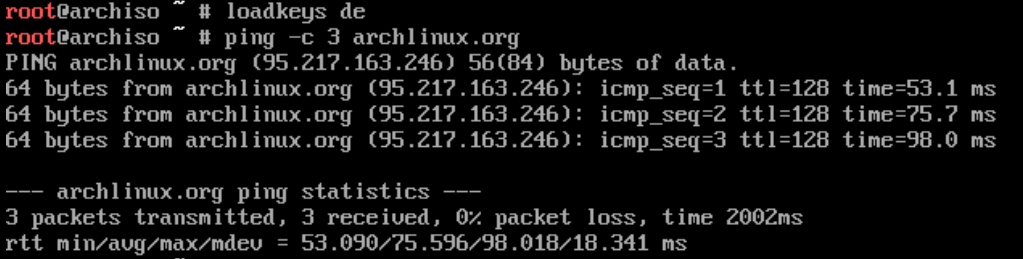 root@archiso ~ # loadkeys de
root@archiso ~ # ping -c 3 archlinux.org
PING archlinux.org (95.217.163.246) 56(84) bytes of data.
64 bytes from archlinux.org (95.217.163.246): icmp_seq=1 ttl=128 time=53.1 ms
64 bytes from archlinux.org (95.217.163.246): icmp_seq=2 ttl=128 time=75.7 ms
64 bytes from archlinux.org (95.217.163.246): icmp_seq=3 ttl=128 time=98.0 ms
--- archlinux.org ping statistics ---
3 packets transmitted, 3 received, 0% packet loss, time 2002ms
rtt min/avg/max/mdev = 53.090/75.596/98.018/18.341 ms